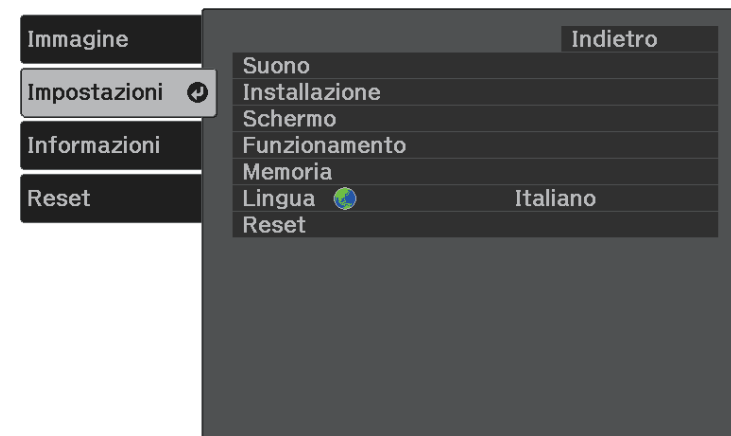 Immagine
Impostazioni
Informazioni
Reset
Indietro
Suono
Installazione
Schermo
Funzionamento
Memoria
Lingua Italiano
Reset